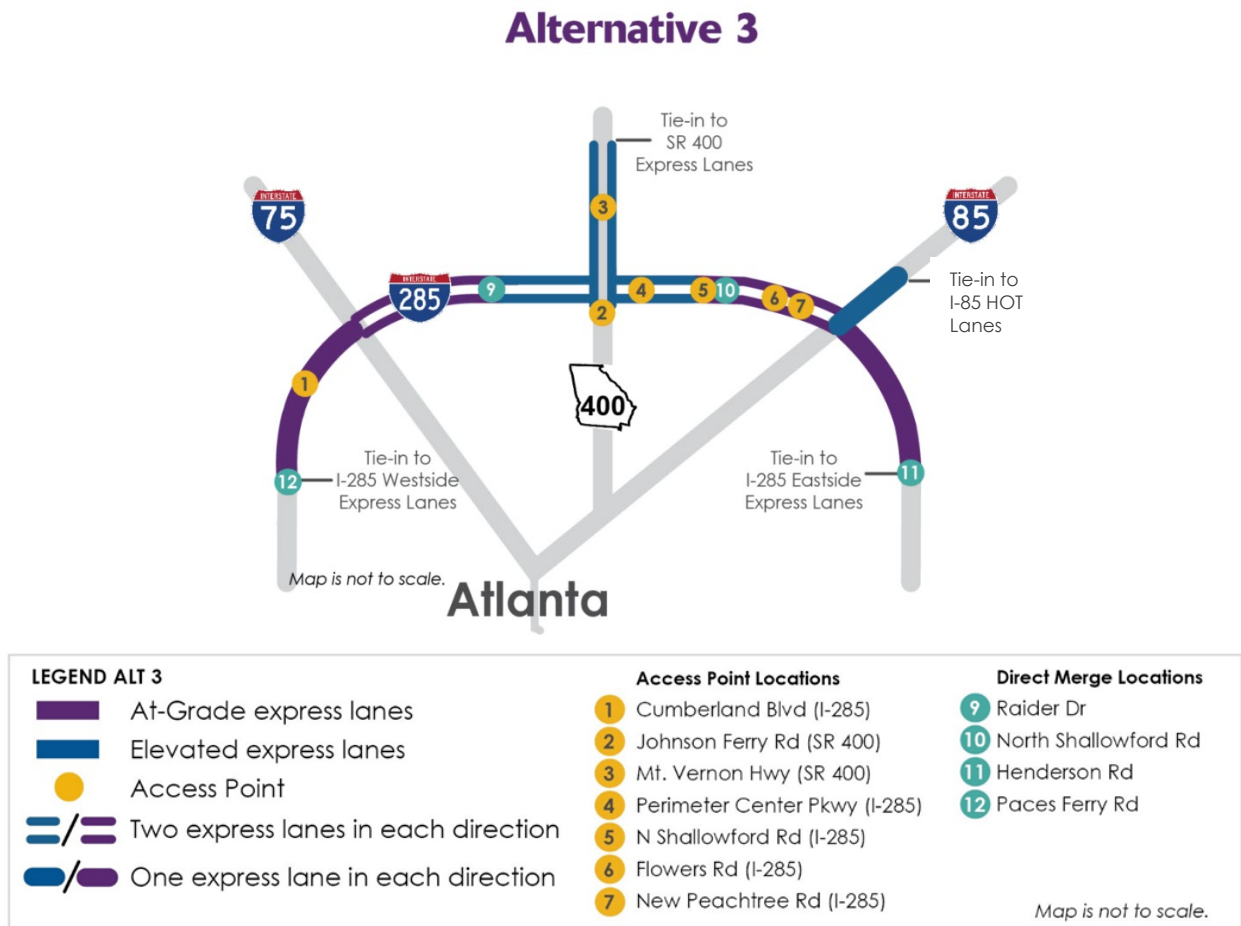 Alternative 3
Tie-in to
SR 400
Express Lanes
INTERSTATE
75
INTERSTATE
85
3
INTERSTATE
285
9
4
5
10
6
7
2
Tie-in to
I-85 HOT
Lanes
1
400
12
Tie-in to
I-285 Westside
Express Lanes
Tie-in to
I-285 Eastside
Express Lanes
11
Map is not to scale.
Atlanta
LEGEND ALT 3
At-Grade express lanes
Elevated express lanes
Access Point
Two express lanes in each direction
One express lane in each direction
Access Point Locations
1 Cumberland Blvd (I-285)
2 Johnson Ferry Rd (SR 400)
3 Mt. Vernon Hwy (SR 400)
4 Perimeter Center Pkwy (I-285)
5 N Shallowford Rd (I-285)
6 Flowers Rd (I-285)
7 New Peachtree Rd (I-285)
Direct Merge Locations
9 Raider Dr
10 North Shallowford Rd
11 Henderson Rd
12 Paces Ferry Rd
Map is not to scale.